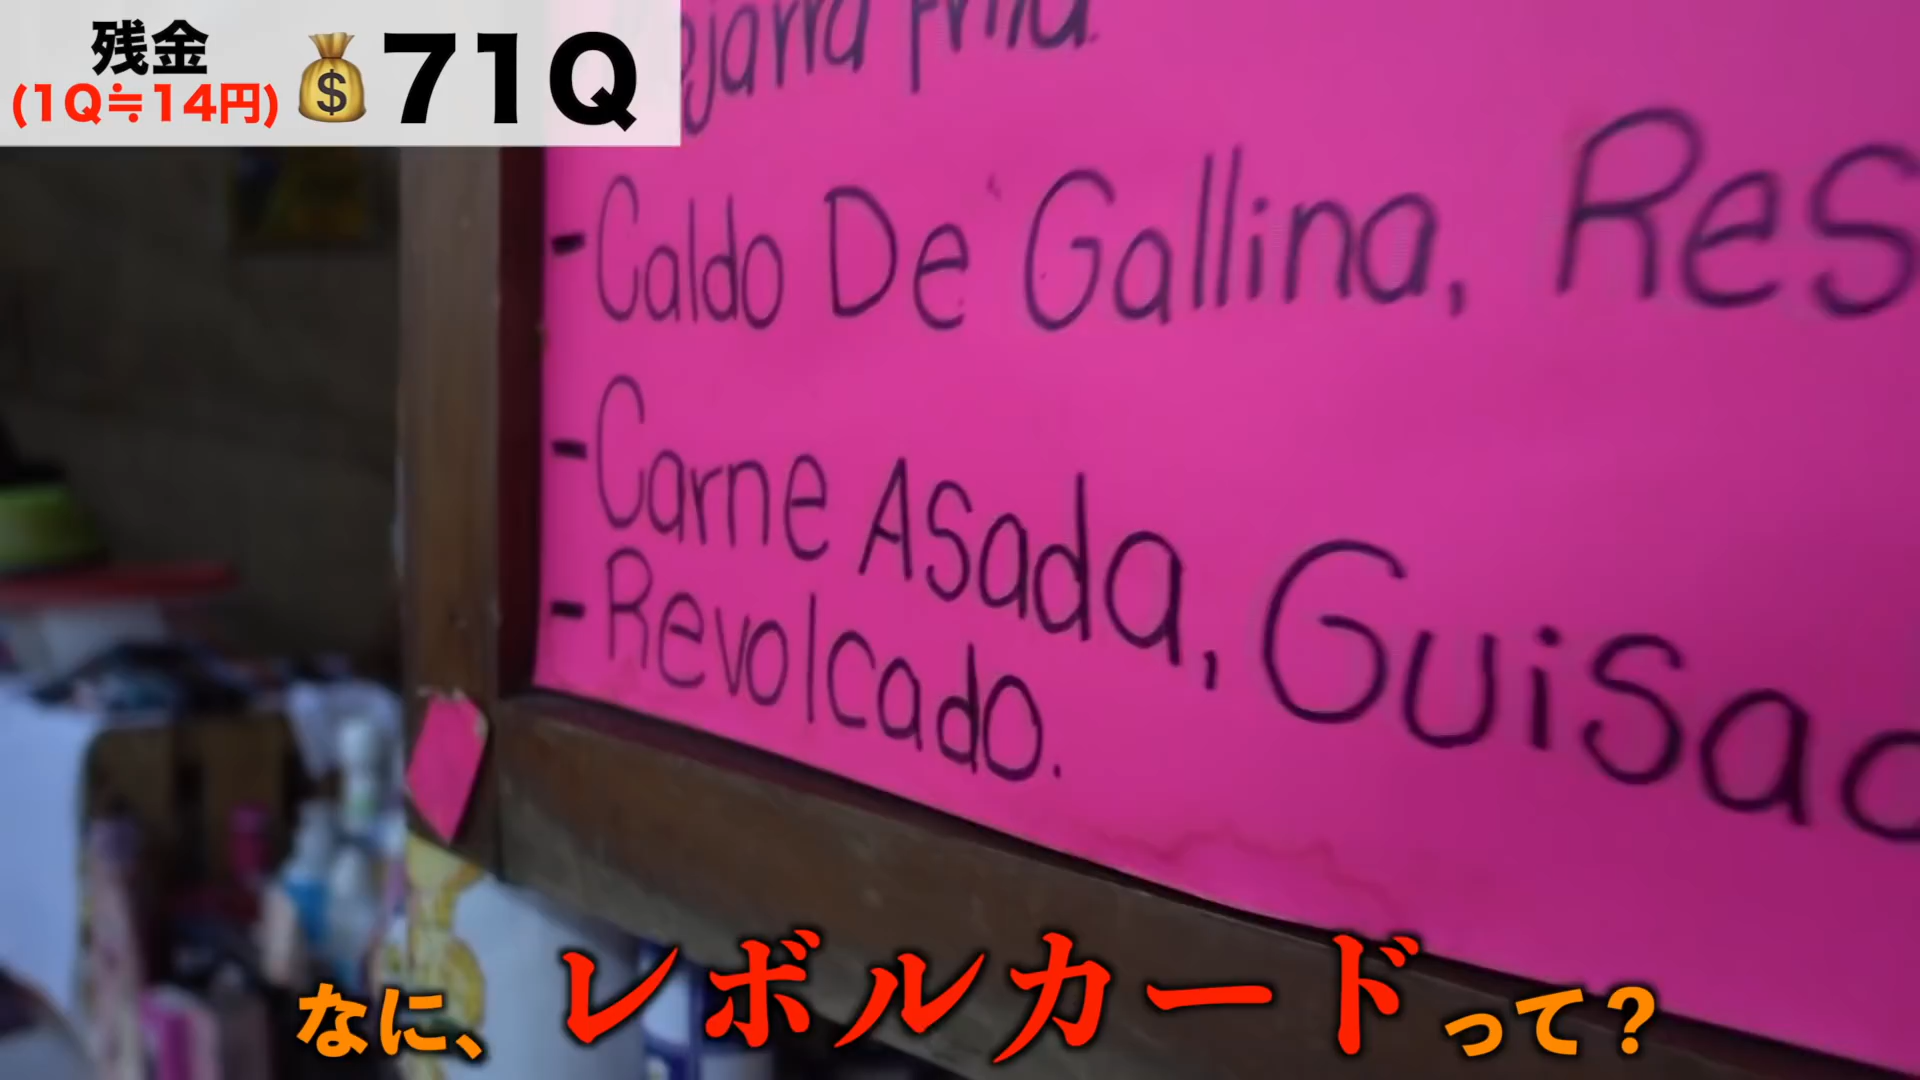 残金
(1Q≒14円)
71Q
Caldo De Gallina, Res
-Carne Asada, Guisad
-Revolcado.
なに、レボルカードって？